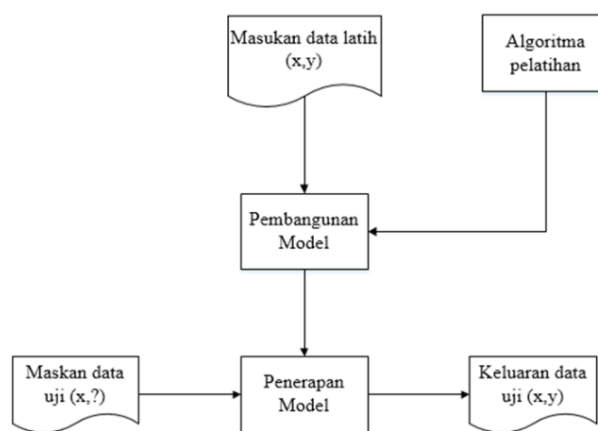 Masukan data latih
(x,y)
Algoritma
pelatihan
Pembangunan
Model
Maskan data
uji (x,?)
Penerapan
Model
Keluaran data
uji (x,y)